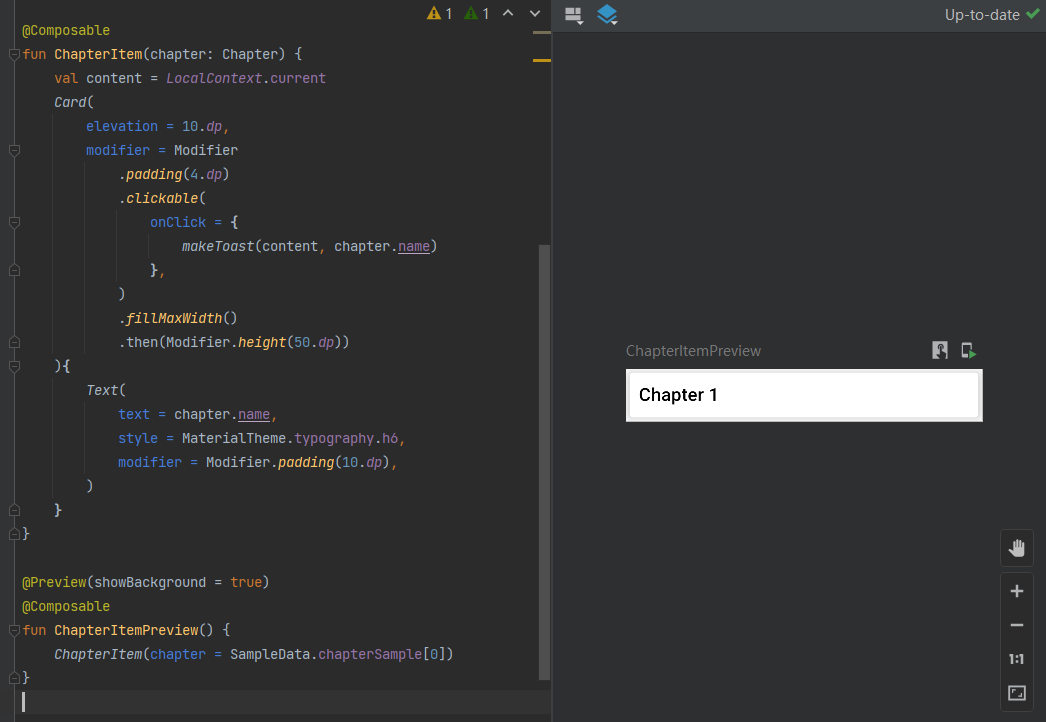 1 1
Up-to-date
@Composable
fun ChapterItem(chapter: Chapter) {
    val content = LocalContext.current
    Card(
        elevation = 10.dp,
        modifier = Modifier
            .padding(4.dp)
            .clickable(
                onClick = {
                    makeToast(content, chapter.name)
                },
            )
            .fillMaxWidth()
            .then(Modifier.height(50.dp))
    ){
        Text(
            text = chapter.name,
            style = MaterialTheme.typography.h6,
            modifier = Modifier.padding(10.dp),
        )
    }
}
@Preview(showBackground = true)
@Composable
fun ChapterItemPreview() {
    ChapterItem(chapter = SampleData.chapterSample[0])
}
ChapterItemPreview
Chapter 1
1:1